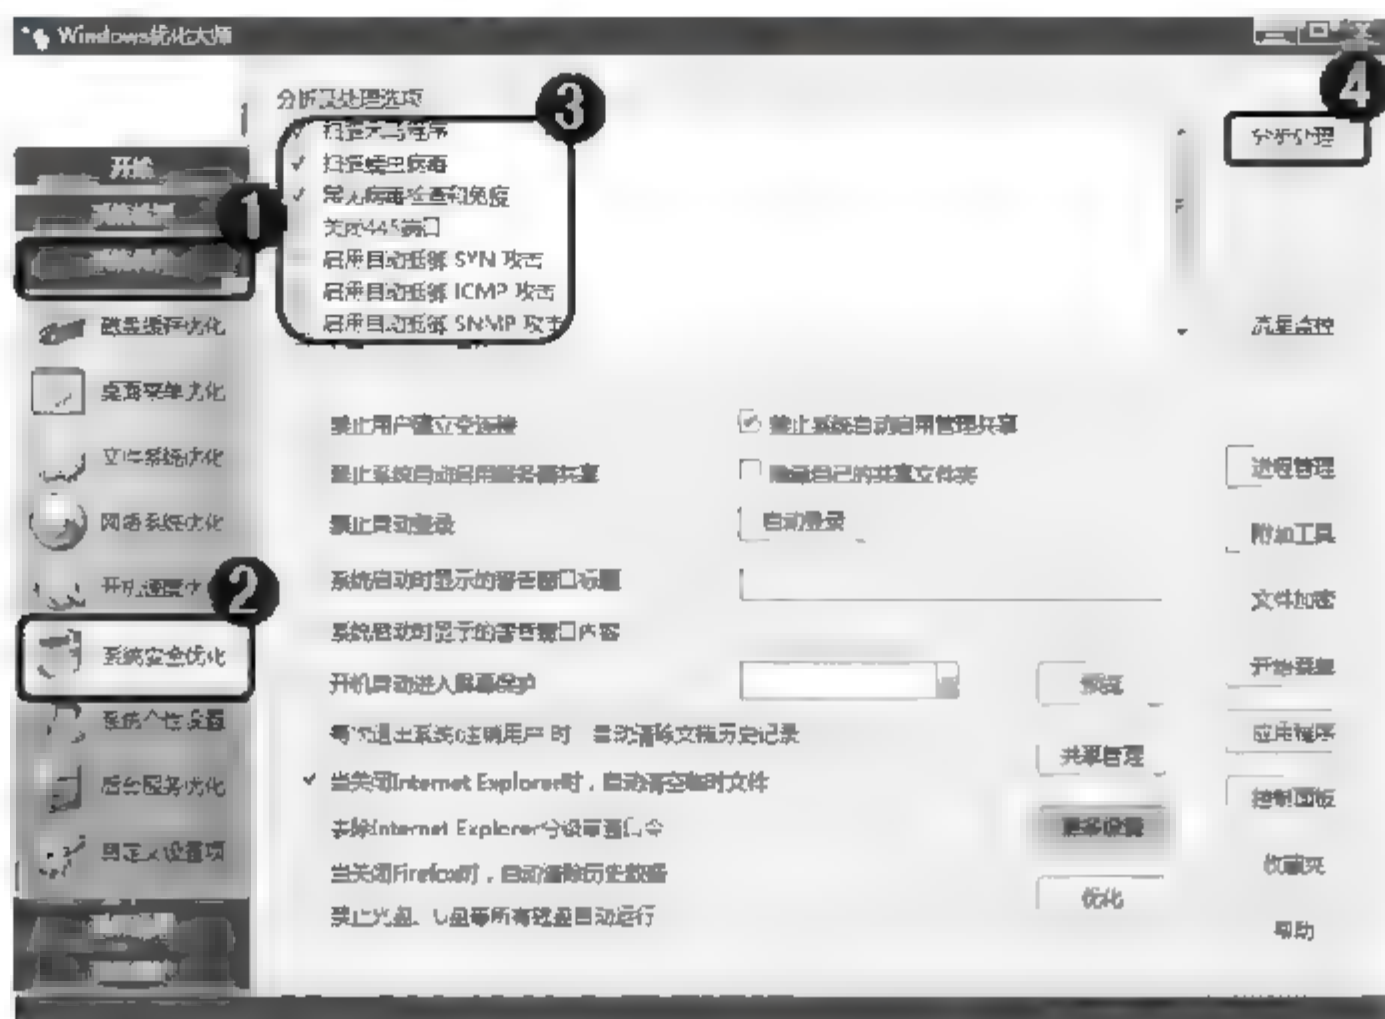 Windows优化大师
分析及处理选项
3
4
扫描木马程序
扫描蠕虫病毒
常见病毒检查和免疫
关闭445端口
启用自动抵御 SYN 攻击
启用自动抵御 ICMP 攻击
启用自动抵御 SNMP 攻击
分析处理
开始
1
磁盘缓存优化
桌面菜单优化
文件系统优化
网络系统优化
开机速度优
2
系统安全优化
系统个性设置
后台服务优化
自定义设置项
流量监控
禁止用户建立空连接
禁止系统自动启用管理共享
禁止系统自动启用服务器共享
隐藏自己的共享文件夹
禁止自动登录
自动登录
系统启动时显示的警告窗口标题
系统启动时显示的警告窗口内容
开机自动进入屏幕保护
预览
每次退出系统(注销用户)时,自动清除文档历史记录
共享管理
当关闭Internet Explorer时,自动清空临时文件
去除Internet Explorer分级审查口令
更多设置
当关闭Firefox时,自动清除历史数据
优化
禁止光盘、U盘等所有磁盘自动运行
进程管理
附加工具
文件加密
开始菜单
应用程序
控制面板
收藏夹
帮助